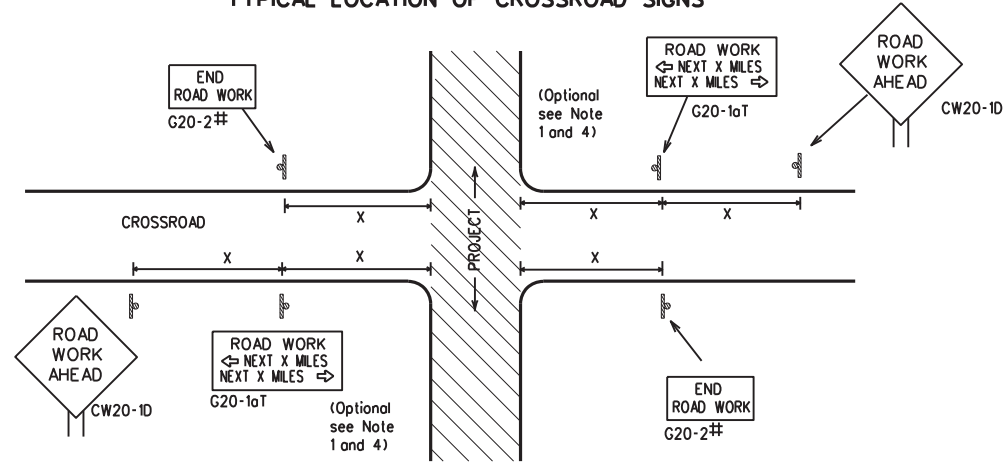 TYPICAL LOCATION OF CROSSROAD SIGNS
END
ROAD WORK
G20-2#
(Optional
see Note
1 and 4)
ROAD WORK
⇦ NEXT X MILES
NEXT X MILES ⇨
G20-1aT
ROAD
WORK
AHEAD
CW20-1D
CROSSROAD
X
X
X
PROJECT
X
X
X
ROAD
WORK
AHEAD
CW20-1D
ROAD WORK
⇦ NEXT X MILES
NEXT X MILES ⇨
G20-1aT
(Optional
see Note
1 and 4)
END
ROAD WORK
G20-2#